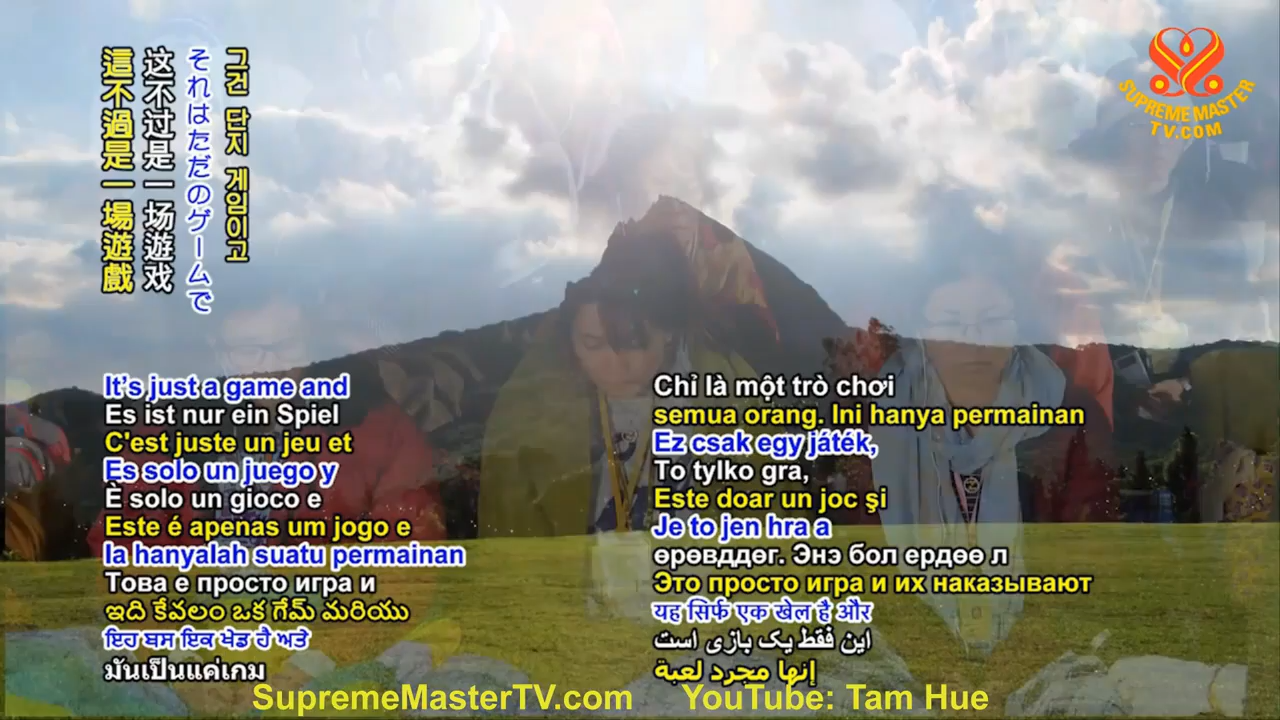 그건 단지 게임이고
それはただのゲームで
这不过是一场遊戏
這不過是一場遊戲
SUPREME MASTER
TV.COM
It's just a game and
Es ist nur ein Spiel
C'est juste un jeu et
Es solo un juego y
È solo un gioco e
Este é apenas um jogo e
Ia hanyalah suatu permainan
Това е просто игра и
ఇది కేవలం ఒక గేమ్ మరియు
ਇਹ ਬਸ ਇਕ ਖੇਡ ਹੈ ਅਤੇ
มันเป็นแค่เกม
Chỉ là một trò chơi
semua orang. Ini hanya permainan
Ez csak egy játék,
To tylko gra,
Este doar un joc şi
Je to jen hra a
өрөвддөг. Энэ бол ердөө л
Это просто игра и их наказывают
यह सिर्फ एक खेल है और
این فقط یک بازی است
إنها مجرد لعبة
SupremeMasterTV.com YouTube: Tam Hue